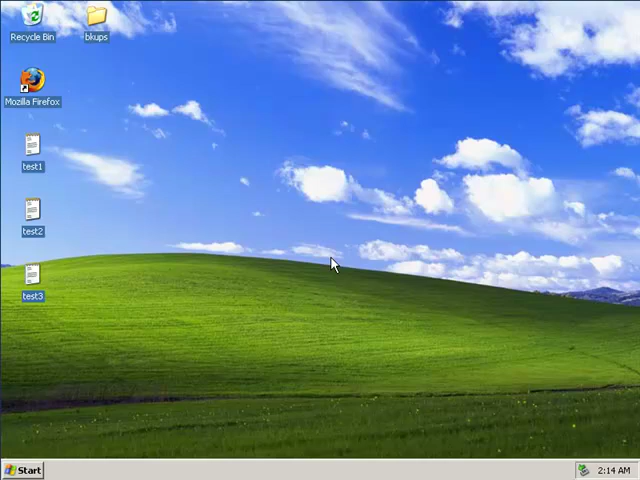 Recycle Bin
bkups
Mozilla Firefox
test1
test2
test3
Start
2:14 AM